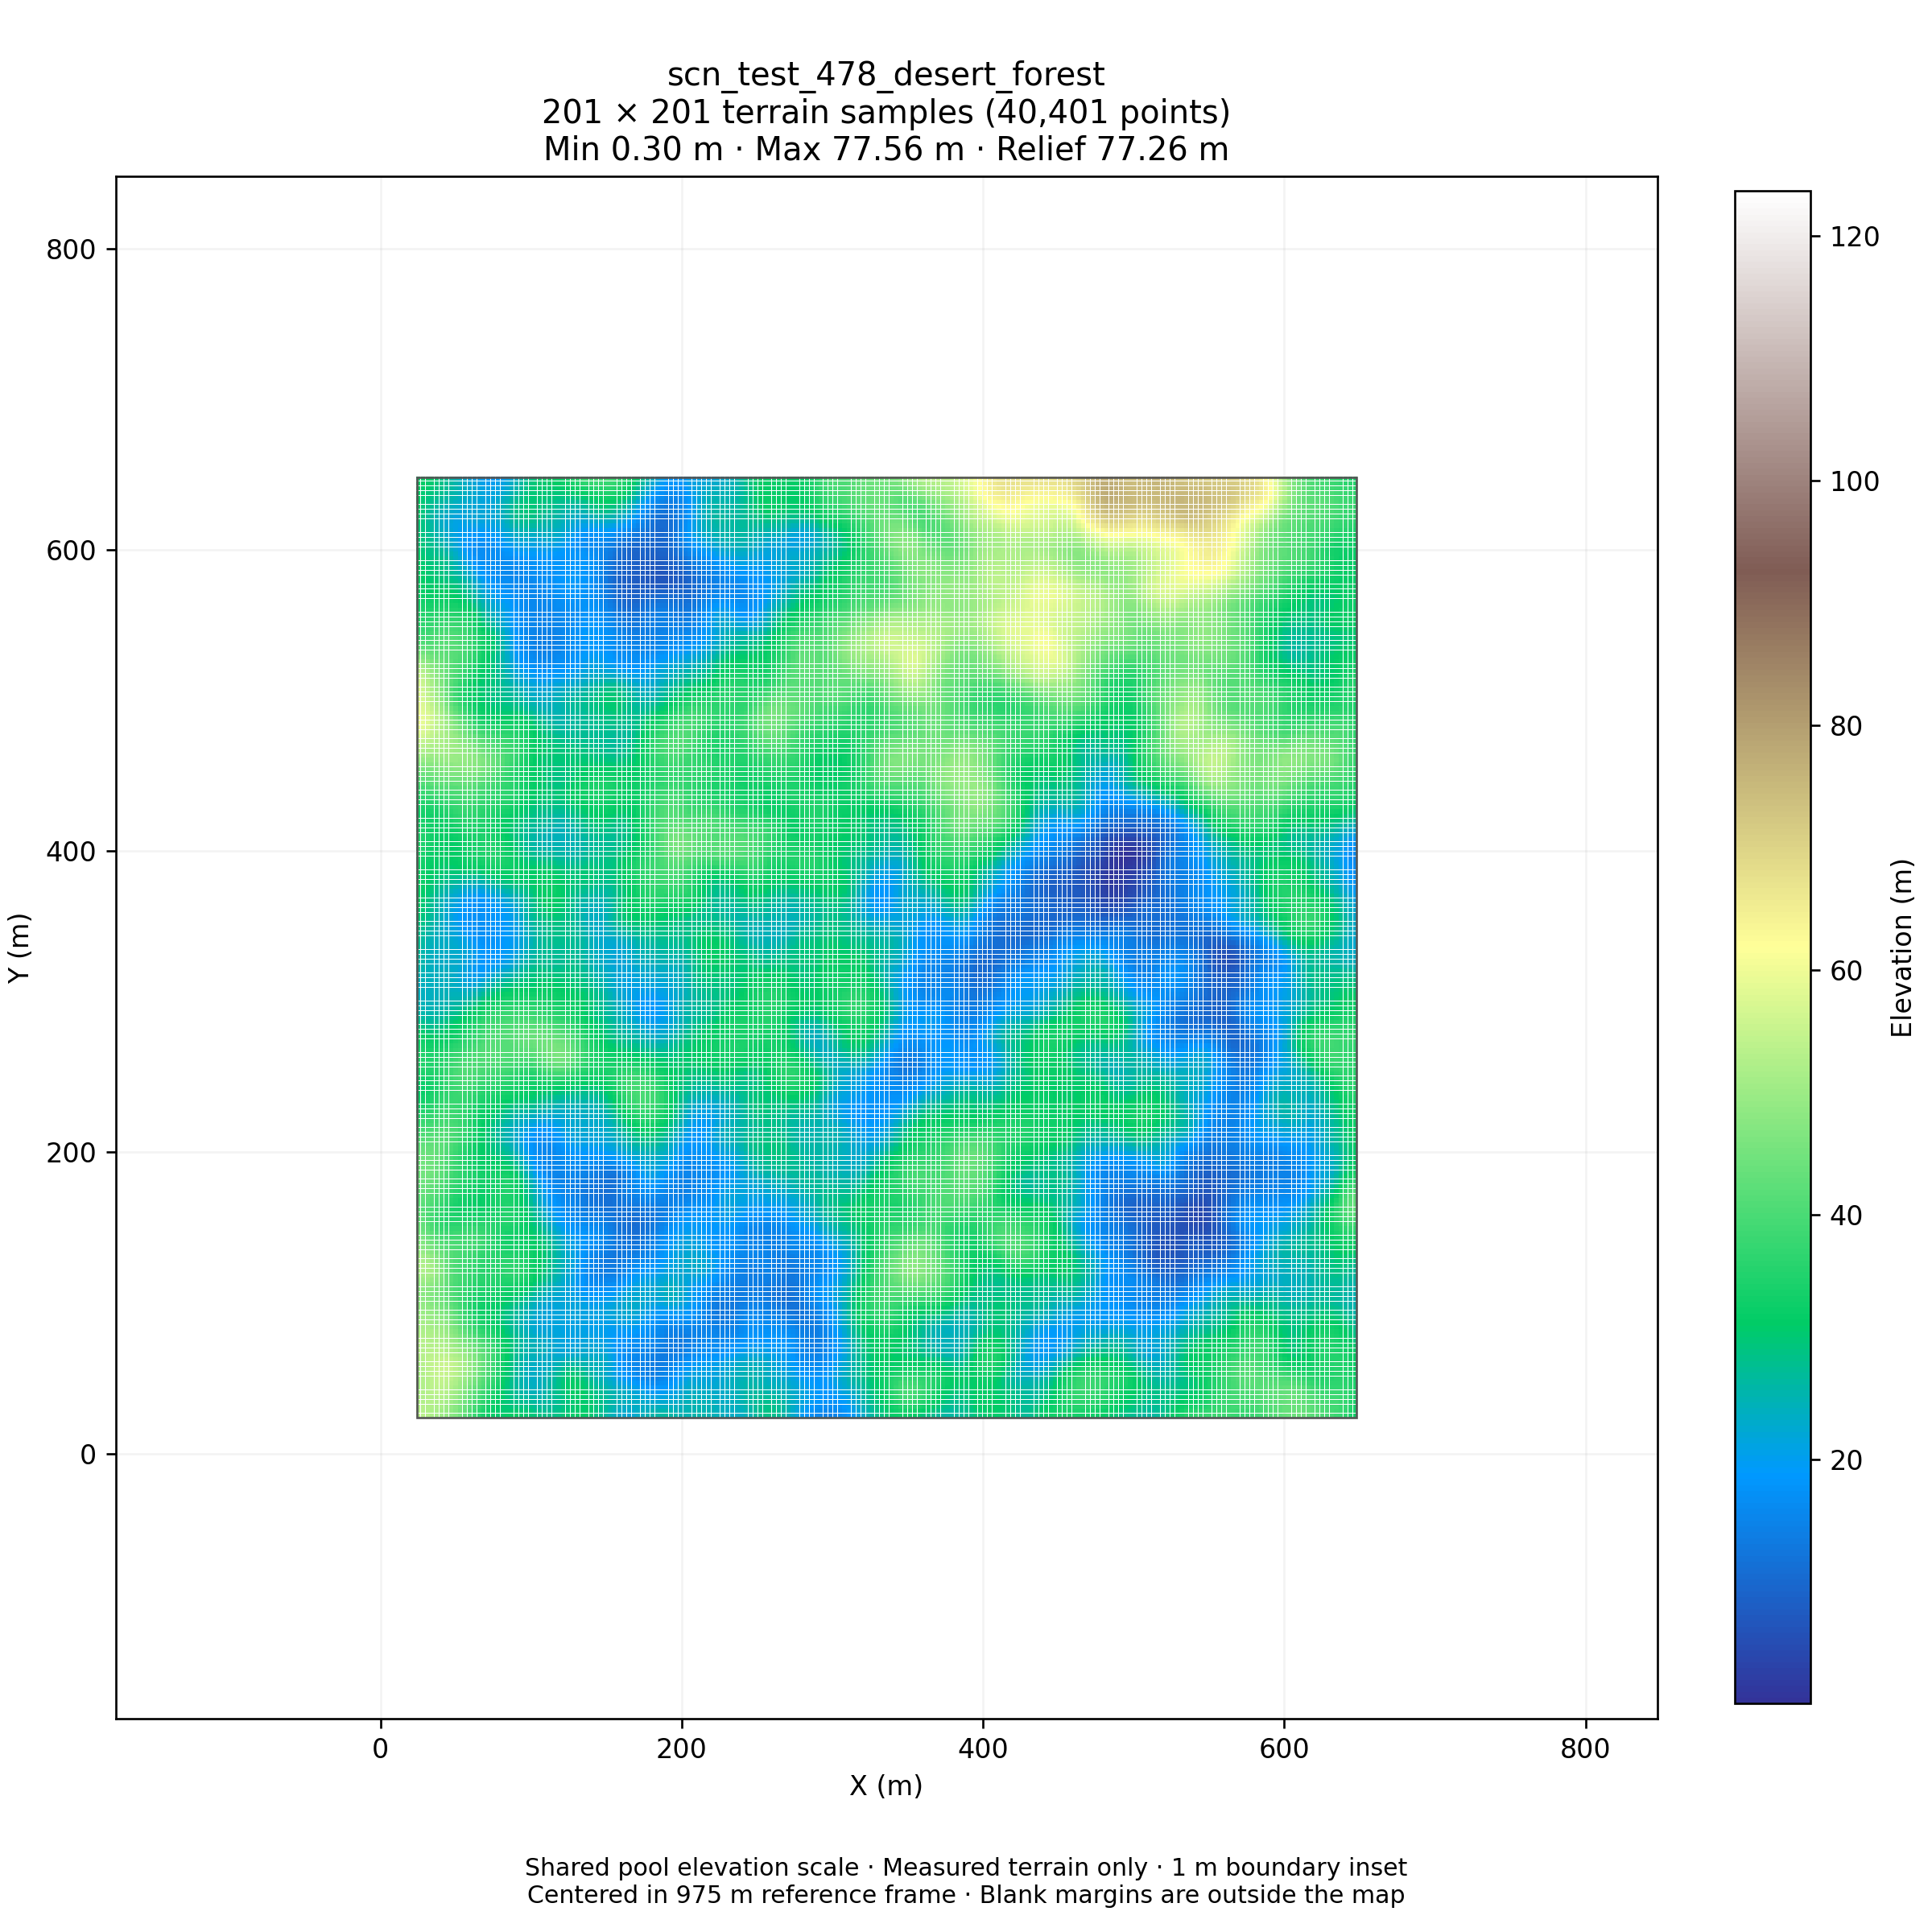 scn_test_478_desert_forest
201 × 201 terrain samples (40,401 points)
Min 0.30 m · Max 77.56 m · Relief 77.26 m
800
600
400
200
0
Y (m)
0
200
400
600
800
X (m)
120
100
80
60
40
20
Elevation (m)
Shared pool elevation scale · Measured terrain only · 1 m boundary inset
Centered in 975 m reference frame · Blank margins are outside the map